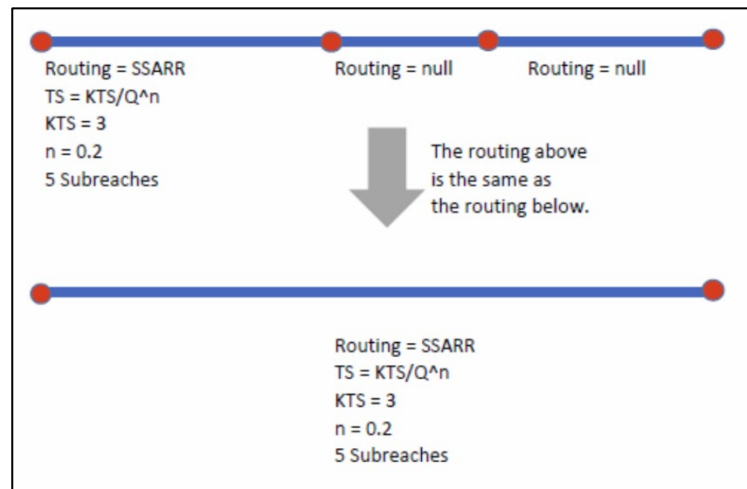 Routing = SSARR
TS = KTS/Q^n
KTS = 3
n = 0.2
5 Subreaches
Routing = null
Routing = null
The routing above
is the same as
the routing below.
Routing = SSARR
TS = KTS/Q^n
KTS = 3
n = 0.2
5 Subreaches